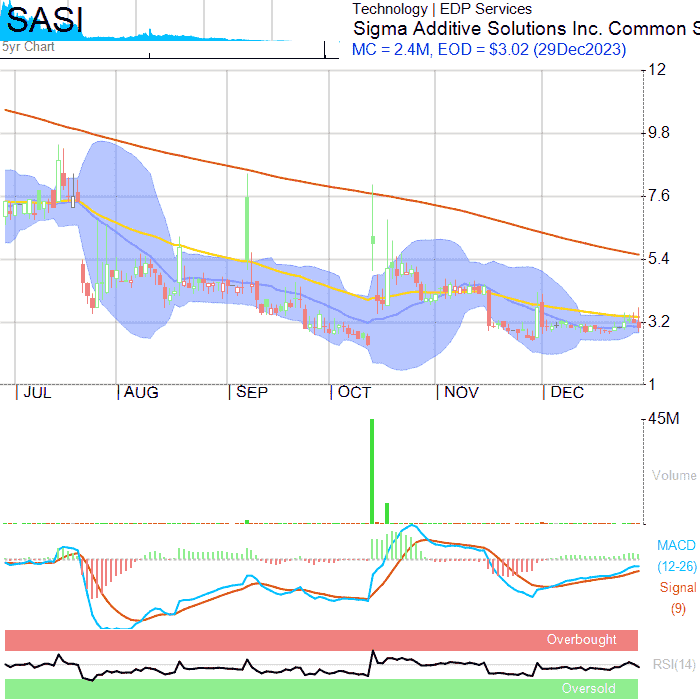 SASI
5yr Chart
Technology | EDP Services
Sigma Additive Solutions Inc. Common S
MC = 2.4M, EOD = $3.02 (29Dec2023)
12
9.8
7.6
5.4
3.2
1
JUL
AUG
SEP
OCT
NOV
DEC
45M
Volume
MACD
(12-26)
Signal
(9)
Overbought
RSI(14)
Oversold